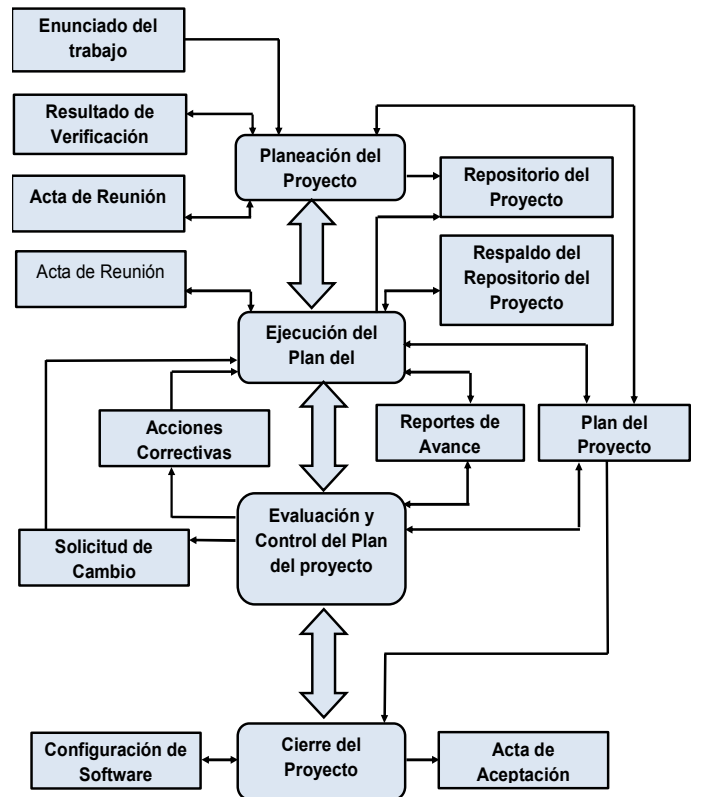 Enunciado del
trabajo
Resultado de
Verificación
Planeación del
Proyecto
Repositorio del
Proyecto
Acta de Reunión
Respaldo del
Repositorio del
Proyecto
Acta de Reunión
Ejecución del
Plan del
Acciones
Correctivas
Reportes de
Avance
Plan del
Proyecto
Evaluación y
Control del Plan
del proyecto
Solicitud de
Cambio
Configuración de
Software
Cierre del
Proyecto
Acta de
Aceptación